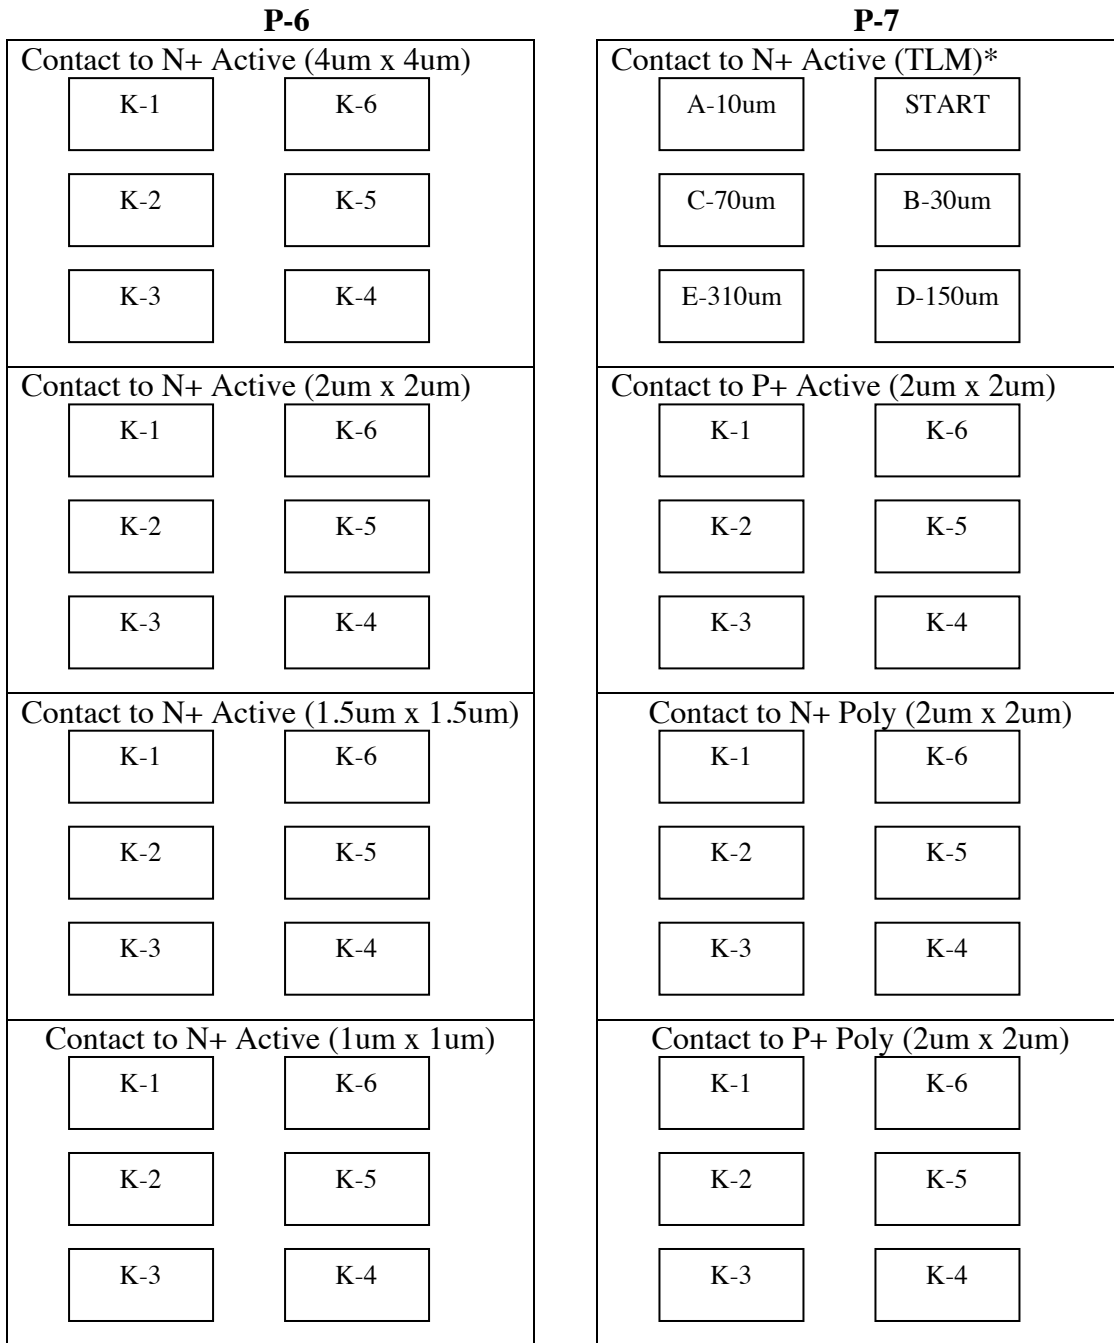 P-6
Contact to N+ Active (4um x 4um)
K-1 K-6
K-2 K-5
K-3 K-4
Contact to N+ Active (2um x 2um)
K-1 K-6
K-2 K-5
K-3 K-4
Contact to N+ Active (1.5um x 1.5um)
K-1 K-6
K-2 K-5
K-3 K-4
Contact to N+ Active (1um x 1um)
K-1 K-6
K-2 K-5
K-3 K-4
P-7
Contact to N+ Active (TLM)*
A-10um START
C-70um B-30um
E-310um D-150um
Contact to P+ Active (2um x 2um)
K-1 K-6
K-2 K-5
K-3 K-4
Contact to N+ Poly (2um x 2um)
K-1 K-6
K-2 K-5
K-3 K-4
Contact to P+ Poly (2um x 2um)
K-1 K-6
K-2 K-5
K-3 K-4